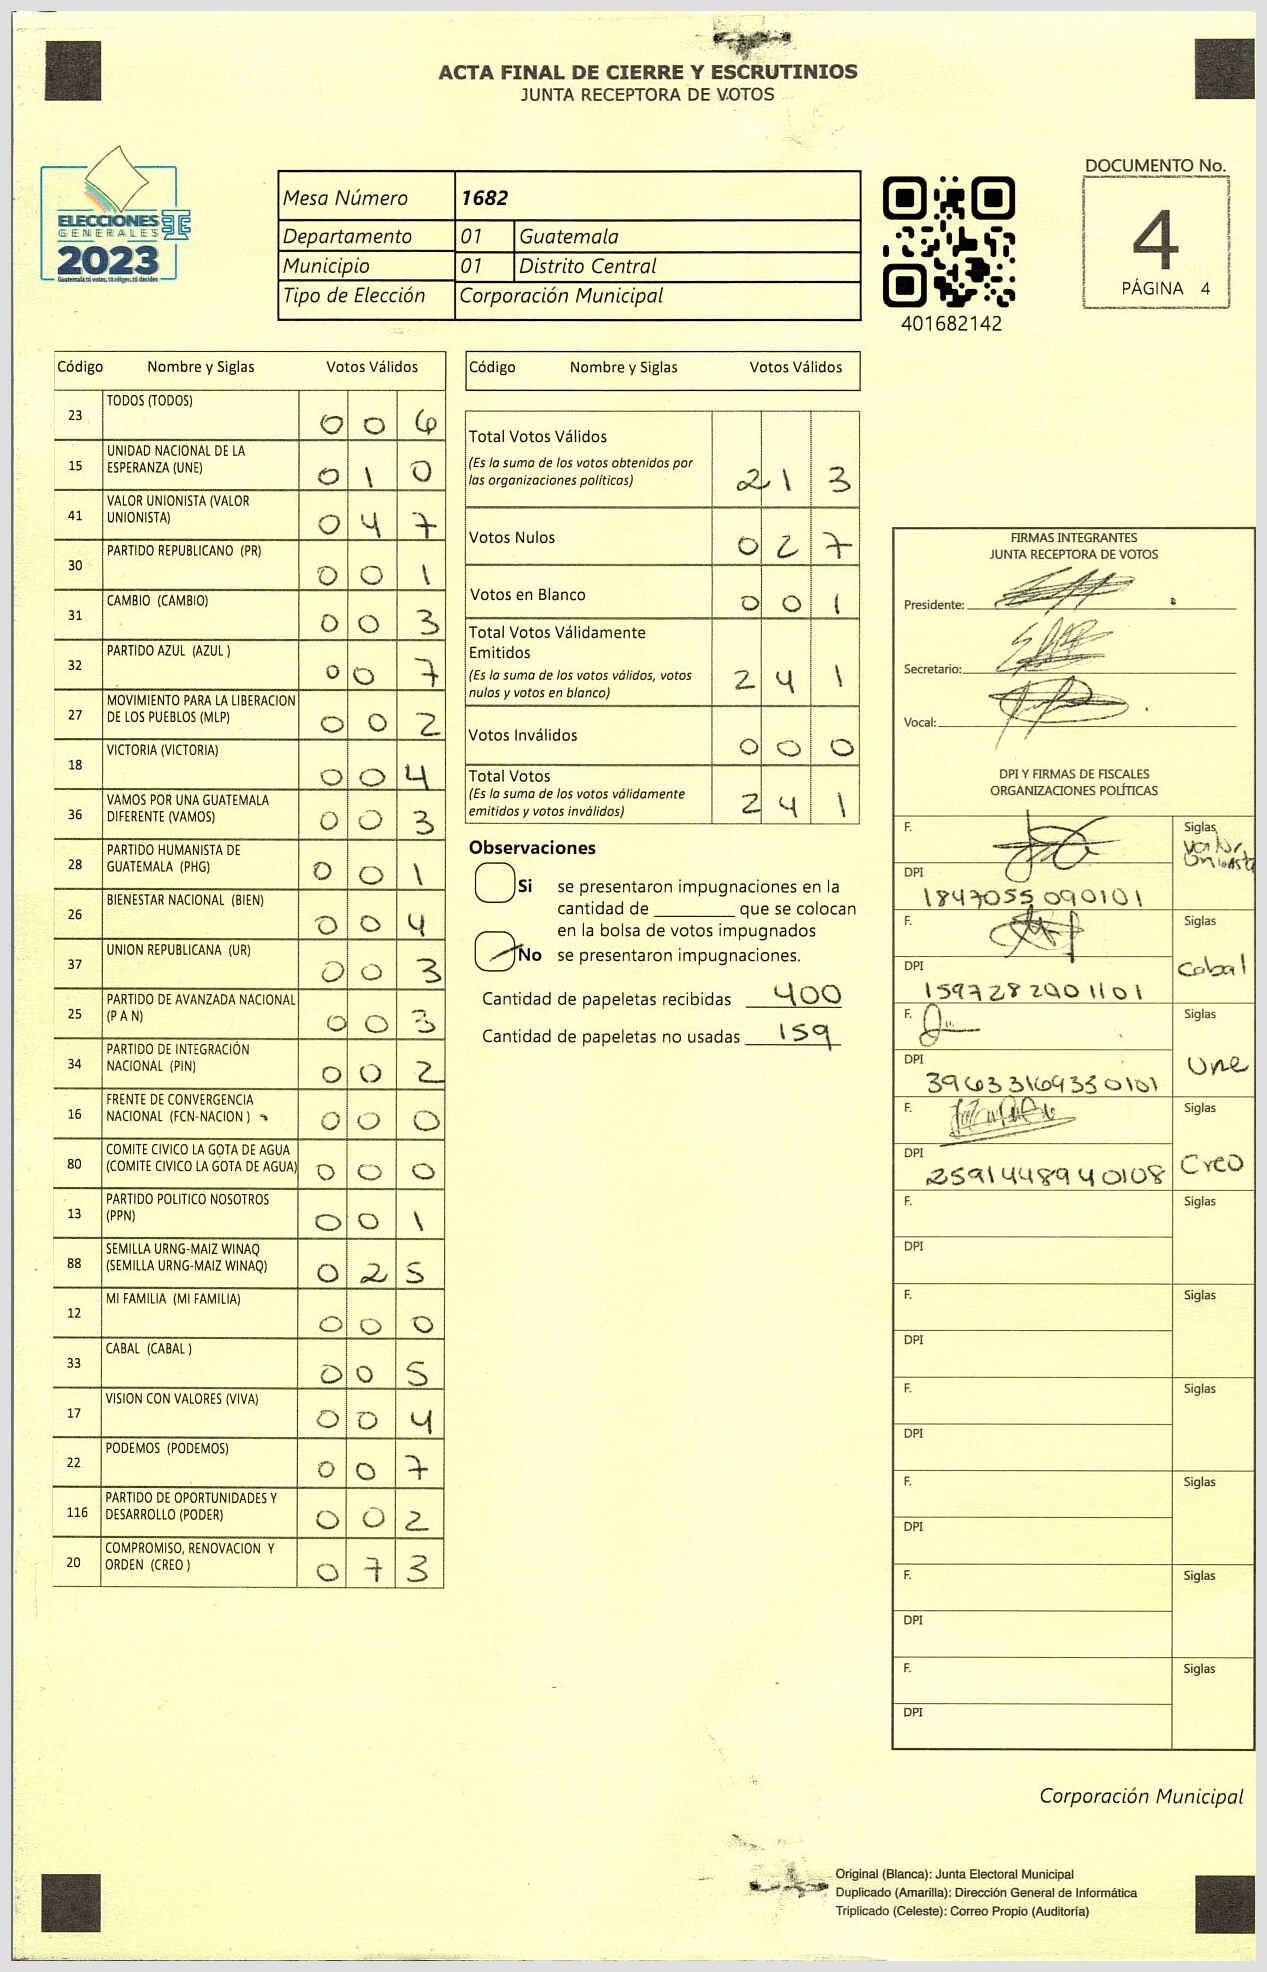 ACTA FINAL DE CIERRE Y ESCRUTINIOS
JUNTA RECEPTORA DE VOTOS
ELECCIONES
GENERALES
2023
Guatemala tú votas, tú eliges, tú decides
Mesa Número 1682
Departamento 01 Guatemala
Municipio 01 Distrito Central
Tipo de Elección Corporación Municipal
401682142
DOCUMENTO No.
4
PÁGINA 4
Código Nombre y Siglas Votos Válidos
23 TODOS (TODOS) 0 0 6
15 UNIDAD NACIONAL DE LA
ESPERANZA (UNE) 0 1 0
41 VALOR UNIONISTA (VALOR
UNIONISTA) 0 4 7
30 PARTIDO REPUBLICANO (PR) 0 0 1
31 CAMBIO (CAMBIO) 0 0 3
32 PARTIDO AZUL (AZUL ) 0 0 7
27 MOVIMIENTO PARA LA LIBERACION
DE LOS PUEBLOS (MLP) 0 0 2
18 VICTORIA (VICTORIA) 0 0 4
36 VAMOS POR UNA GUATEMALA
DIFERENTE (VAMOS) 0 0 3
28 PARTIDO HUMANISTA DE
GUATEMALA (PHG) 0 0 1
26 BIENESTAR NACIONAL (BIEN) 0 0 4
37 UNION REPUBLICANA (UR) 0 0 3
25 PARTIDO DE AVANZADA NACIONAL
(P A N) 0 0 3
34 PARTIDO DE INTEGRACIÓN
NACIONAL (PIN) 0 0 2
16 FRENTE DE CONVERGENCIA
NACIONAL (FCN-NACION ) 0 0 0
80 COMITE CIVICO LA GOTA DE AGUA
(COMITE CIVICO LA GOTA DE AGUA) 0 0 0
13 PARTIDO POLITICO NOSOTROS
(PPN) 0 0 1
88 SEMILLA URNG-MAIZ WINAQ
(SEMILLA URNG-MAIZ WINAQ) 0 2 5
12 MI FAMILIA (MI FAMILIA) 0 0 0
33 CABAL (CABAL ) 0 0 5
17 VISION CON VALORES (VIVA) 0 0 4
22 PODEMOS (PODEMOS) 0 0 7
116 PARTIDO DE OPORTUNIDADES Y
DESARROLLO (PODER) 0 0 2
20 COMPROMISO, RENOVACION Y
ORDEN (CREO ) 0 7 3
Código Nombre y Siglas Votos Válidos
Total Votos Válidos
(Es la suma de los votos obtenidos por
las organizaciones políticas) 2 1 3
Votos Nulos 0 2 7
Votos en Blanco 0 0 1
Total Votos Válidamente
Emitidos
(Es la suma de los votos válidos, votos
nulos y votos en blanco) 2 4 1
Votos Inválidos 0 0 0
Total Votos
(Es la suma de los votos válidamente
emitidos y votos inválidos) 2 4 1
Observaciones
Si se presentaron impugnaciones en la
cantidad de ________ que se colocan
en la bolsa de votos impugnados
No se presentaron impugnaciones.
Cantidad de papeletas recibidas 400
Cantidad de papeletas no usadas 159
FIRMAS INTEGRANTES
JUNTA RECEPTORA DE VOTOS
Presidente:
Secretario:
Vocal:
DPI Y FIRMAS DE FISCALES
ORGANIZACIONES POLÍTICAS
F. Siglas
Valor
Unionista
DPI
1847055 090101
F. Siglas
Cabal
DPI
F. Siglas
Une
DPI
3963316933 0101
F. Siglas
Creo
DPI
259144894 0108
F. Siglas
DPI
F. Siglas
DPI
F. Siglas
DPI
F. Siglas
DPI
F. Siglas
DPI
F. Siglas
DPI
Corporación Municipal
Original (Blanca): Junta Electoral Municipal
Duplicado (Amarilla): Dirección General de Informática
Triplicado (Celeste): Correo Propio (Auditoría)